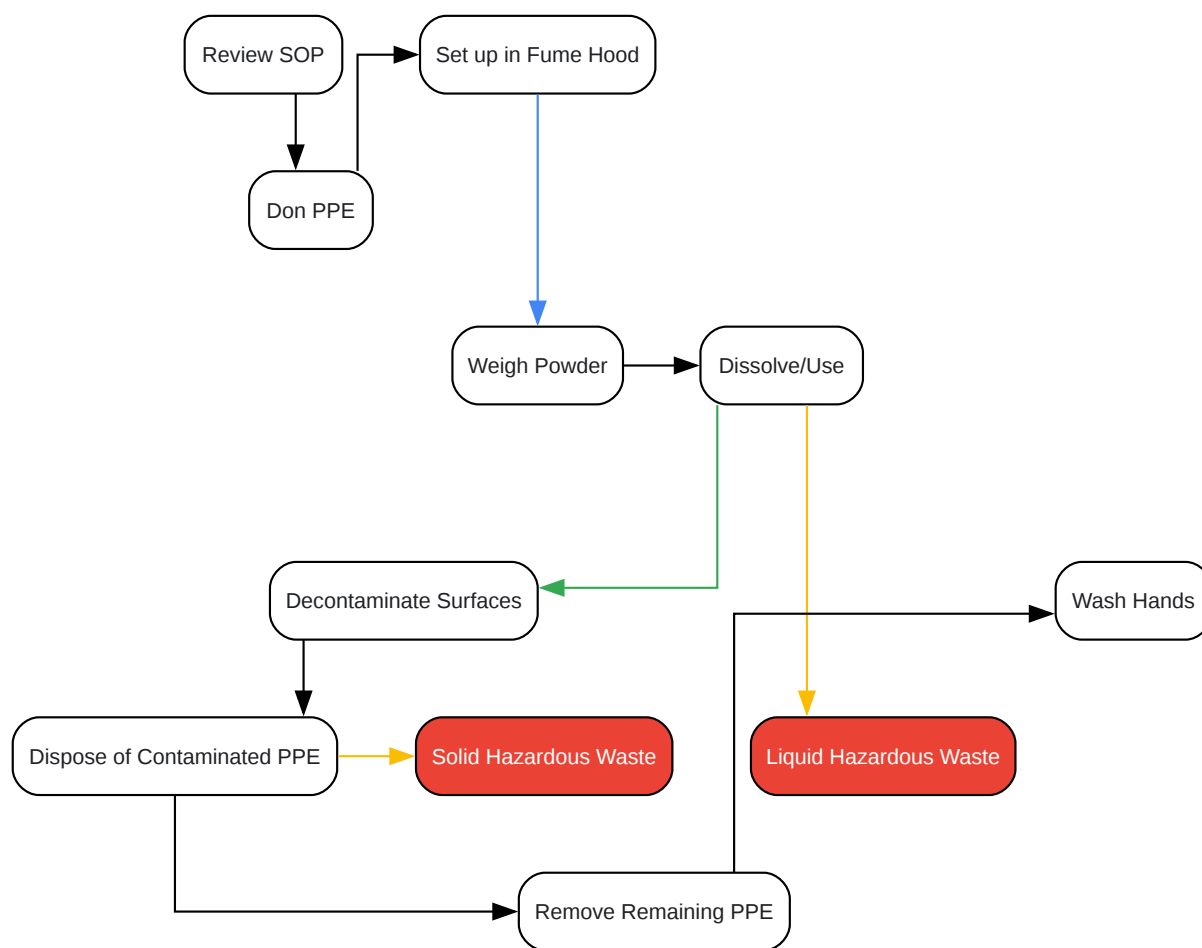 Review SOP
Set up in Fume Hood
Don PPE
Weigh Powder
Dissolve/Use
Decontaminate Surfaces
Wash Hands
Dispose of Contaminated PPE
Solid Hazardous Waste
Liquid Hazardous Waste
Remove Remaining PPE